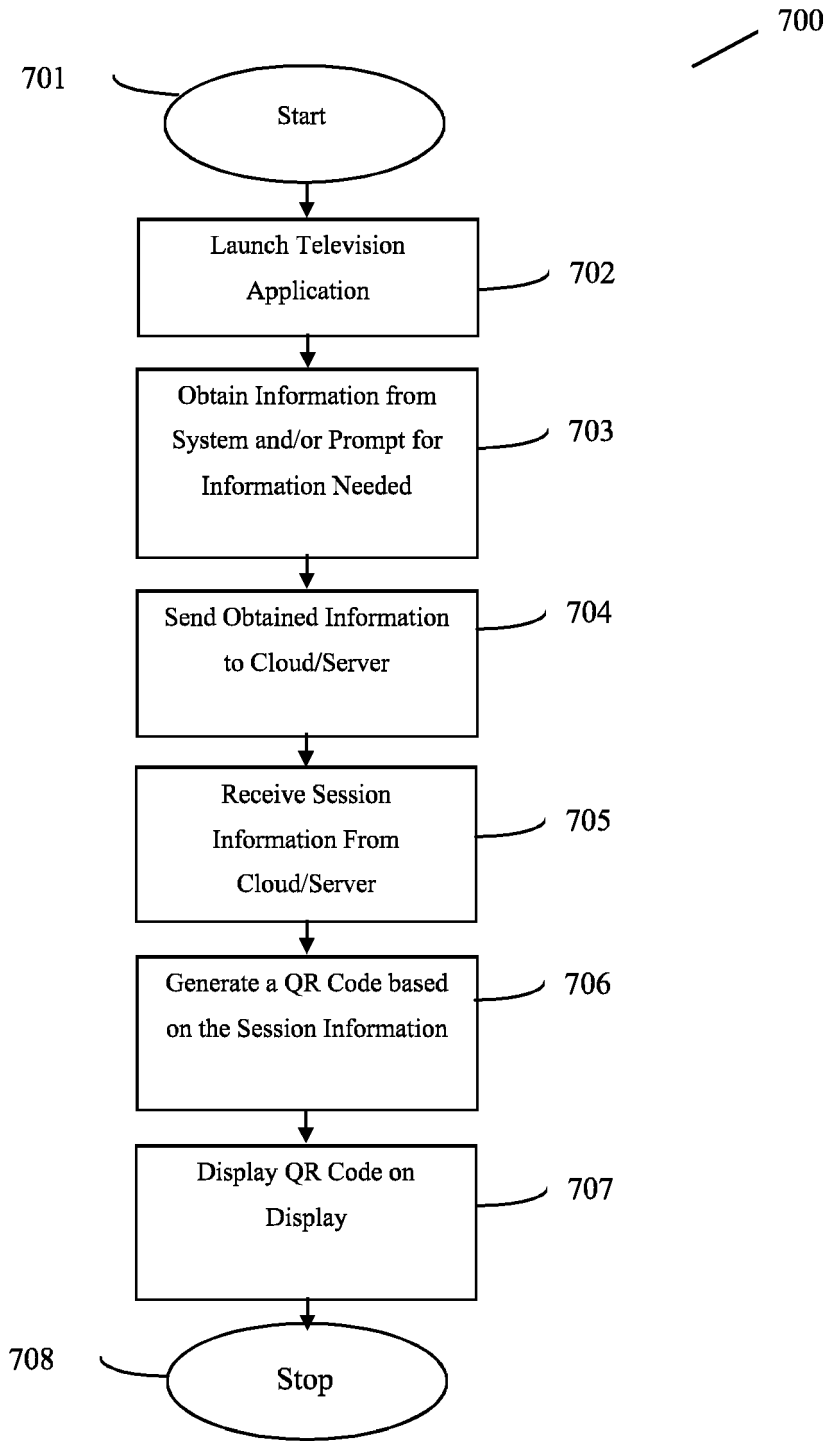 700
701
Start
Launch Television
Application
702
Obtain Information from
System and/or Prompt for
Information Needed
703
Send Obtained Information
to Cloud/Server
704
Receive Session
Information From
Cloud/Server
705
Generate a QR Code based
on the Session Information
706
Display QR Code on
Display
707
708
Stop